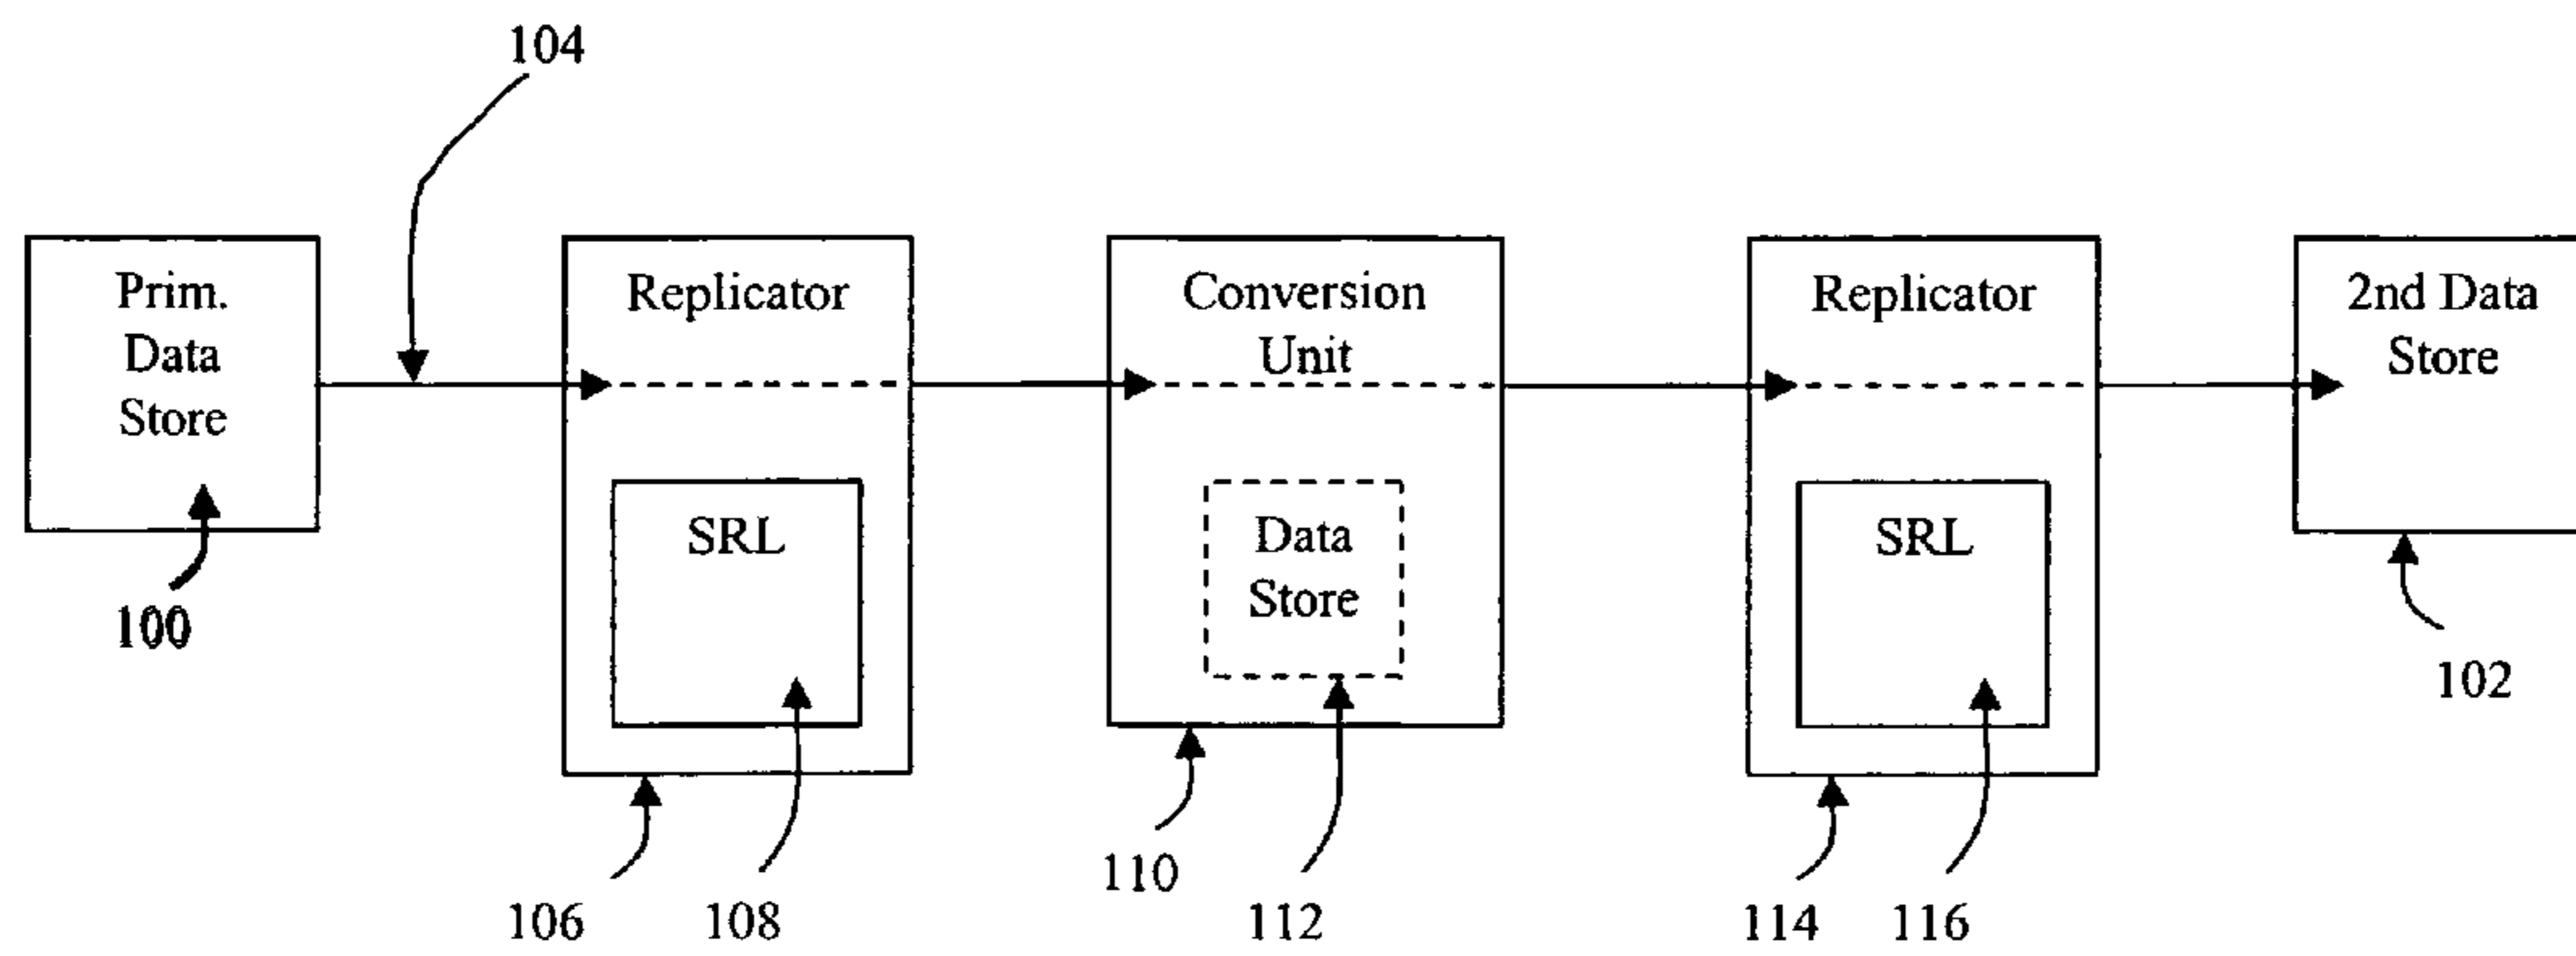 104
Prim.
Data
Store
100
Replicator
SRL
106
108
Conversion
Unit
Data
Store
110
112
Replicator
SRL
114
116
2nd Data
Store
102